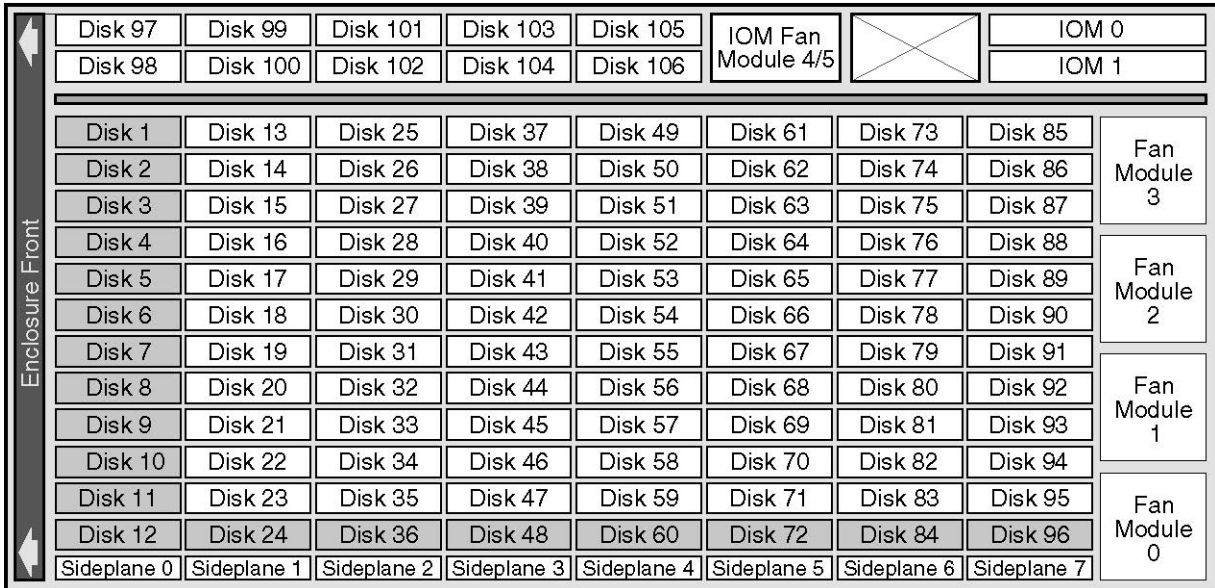 Enclosure Front
Disk 97 Disk 99 Disk 101 Disk 103 Disk 105 IOM Fan Module 4/5 IOM 0
Disk 98 Disk 100 Disk 102 Disk 104 Disk 106 IOM 1
Disk 1 Disk 13 Disk 25 Disk 37 Disk 49 Disk 61 Disk 73 Disk 85
Disk 2 Disk 14 Disk 26 Disk 38 Disk 50 Disk 62 Disk 74 Disk 86
Disk 3 Disk 15 Disk 27 Disk 39 Disk 51 Disk 63 Disk 75 Disk 87
Disk 4 Disk 16 Disk 28 Disk 40 Disk 52 Disk 64 Disk 76 Disk 88
Disk 5 Disk 17 Disk 29 Disk 41 Disk 53 Disk 65 Disk 77 Disk 89
Disk 6 Disk 18 Disk 30 Disk 42 Disk 54 Disk 66 Disk 78 Disk 90
Disk 7 Disk 19 Disk 31 Disk 43 Disk 55 Disk 67 Disk 79 Disk 91
Disk 8 Disk 20 Disk 32 Disk 44 Disk 56 Disk 68 Disk 80 Disk 92
Disk 9 Disk 21 Disk 33 Disk 45 Disk 57 Disk 69 Disk 81 Disk 93
Disk 10 Disk 22 Disk 34 Disk 46 Disk 58 Disk 70 Disk 82 Disk 94
Disk 11 Disk 23 Disk 35 Disk 47 Disk 59 Disk 71 Disk 83 Disk 95
Disk 12 Disk 24 Disk 36 Disk 48 Disk 60 Disk 72 Disk 84 Disk 96
Sideplane 0 Sideplane 1 Sideplane 2 Sideplane 3 Sideplane 4 Sideplane 5 Sideplane 6 Sideplane 7
Fan
Module
3
Fan
Module
2
Fan
Module
1
Fan
Module
0